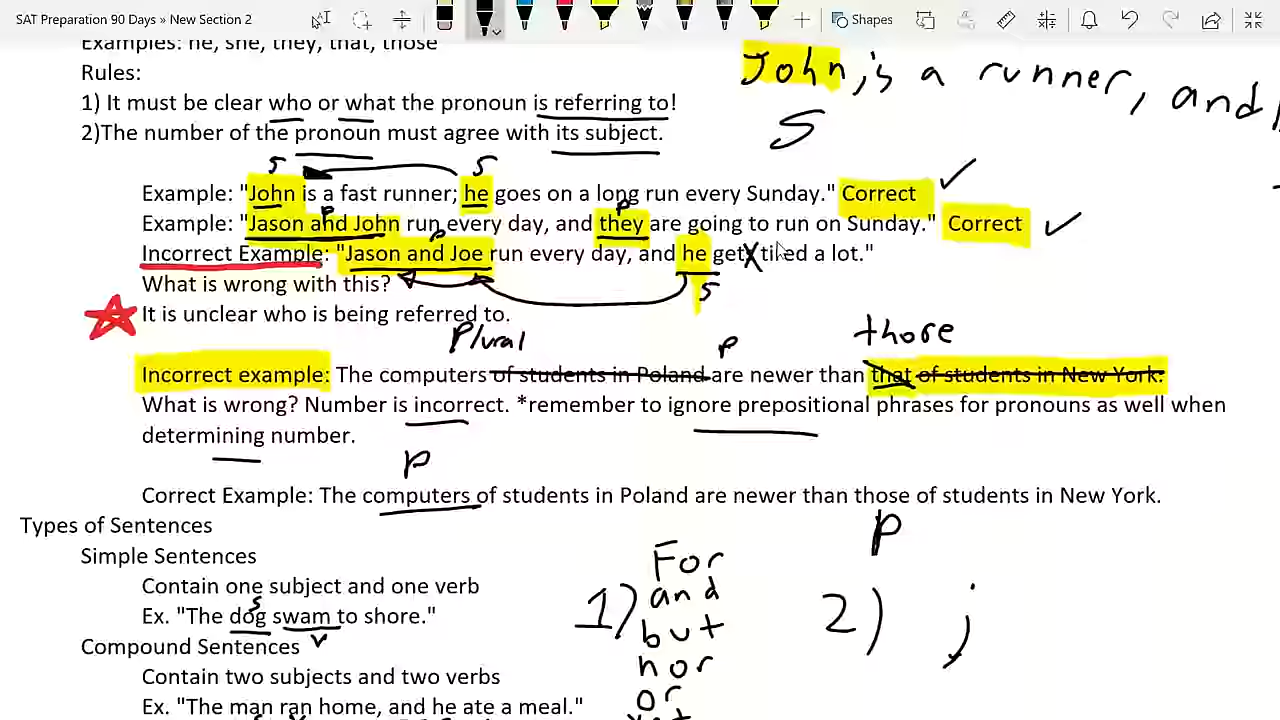 SAT Preparation 90 Days » New Section 2
Shapes
Examples: he, she, they, that, those
John, is a runner, and
Rules:
1) It must be clear who or what the pronoun is referring to!
S
2)The number of the pronoun must agree with its subject.
s s
Example: "John is a fast runner; he goes on a long run every Sunday." Correct
p p
Example: "Jason and John run every day, and they are going to run on Sunday." Correct
p
Incorrect Example: "Jason and Joe run every day, and he gets tired a lot."
What is wrong with this?
s
It is unclear who is being referred to.
Plural p those
Incorrect example: The computers of students in Poland are newer than that of students in New York.
What is wrong? Number is incorrect. *remember to ignore prepositional phrases for pronouns as well when
determining number.
p
Correct Example: The computers of students in Poland are newer than those of students in New York.
p
Types of Sentences
Simple Sentences
Contain one subject and one verb
s
Ex. "The dog swam to shore."
v
1) For
and
but
nor
or
yet
2) ;
Compound Sentences
Contain two subjects and two verbs
Ex. "The man ran home, and he ate a meal."